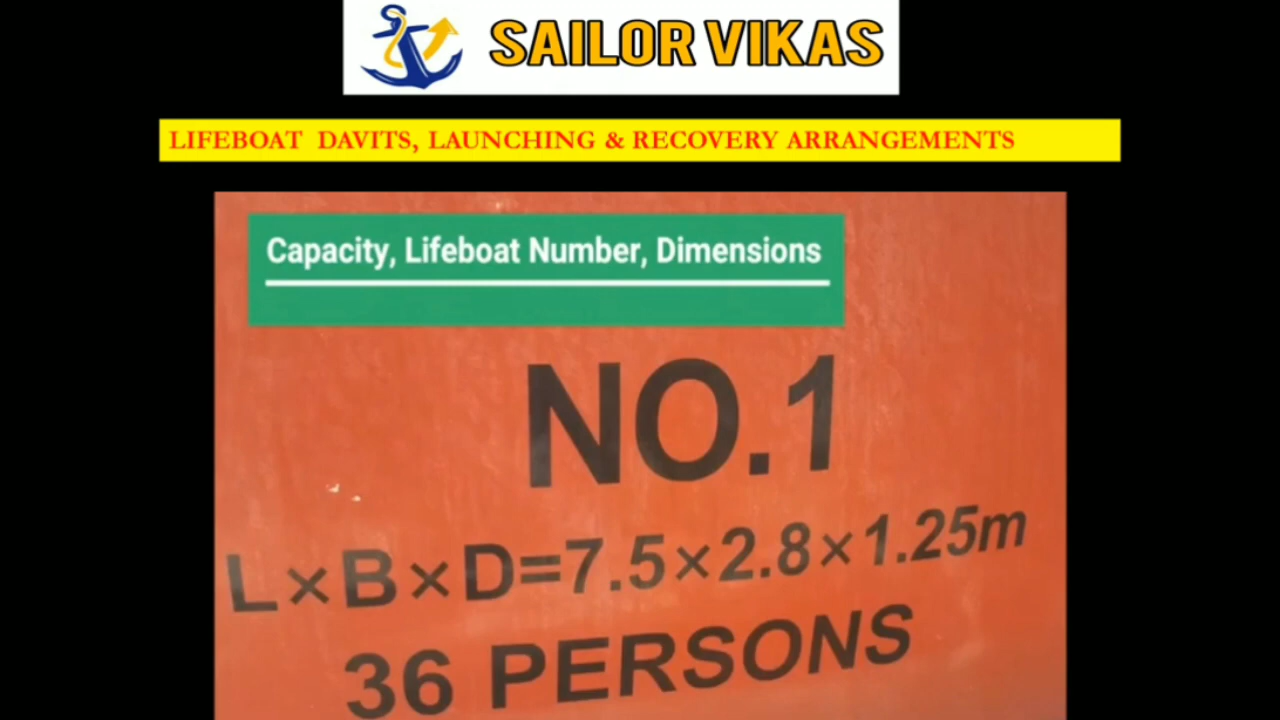 SAILOR VIKAS
LIFEBOAT DAVITS, LAUNCHING & RECOVERY ARRANGEMENTS
Capacity, Lifeboat Number, Dimensions
NO.1
L×B×D=7.5×2.8×1.25m
36 PERSONS